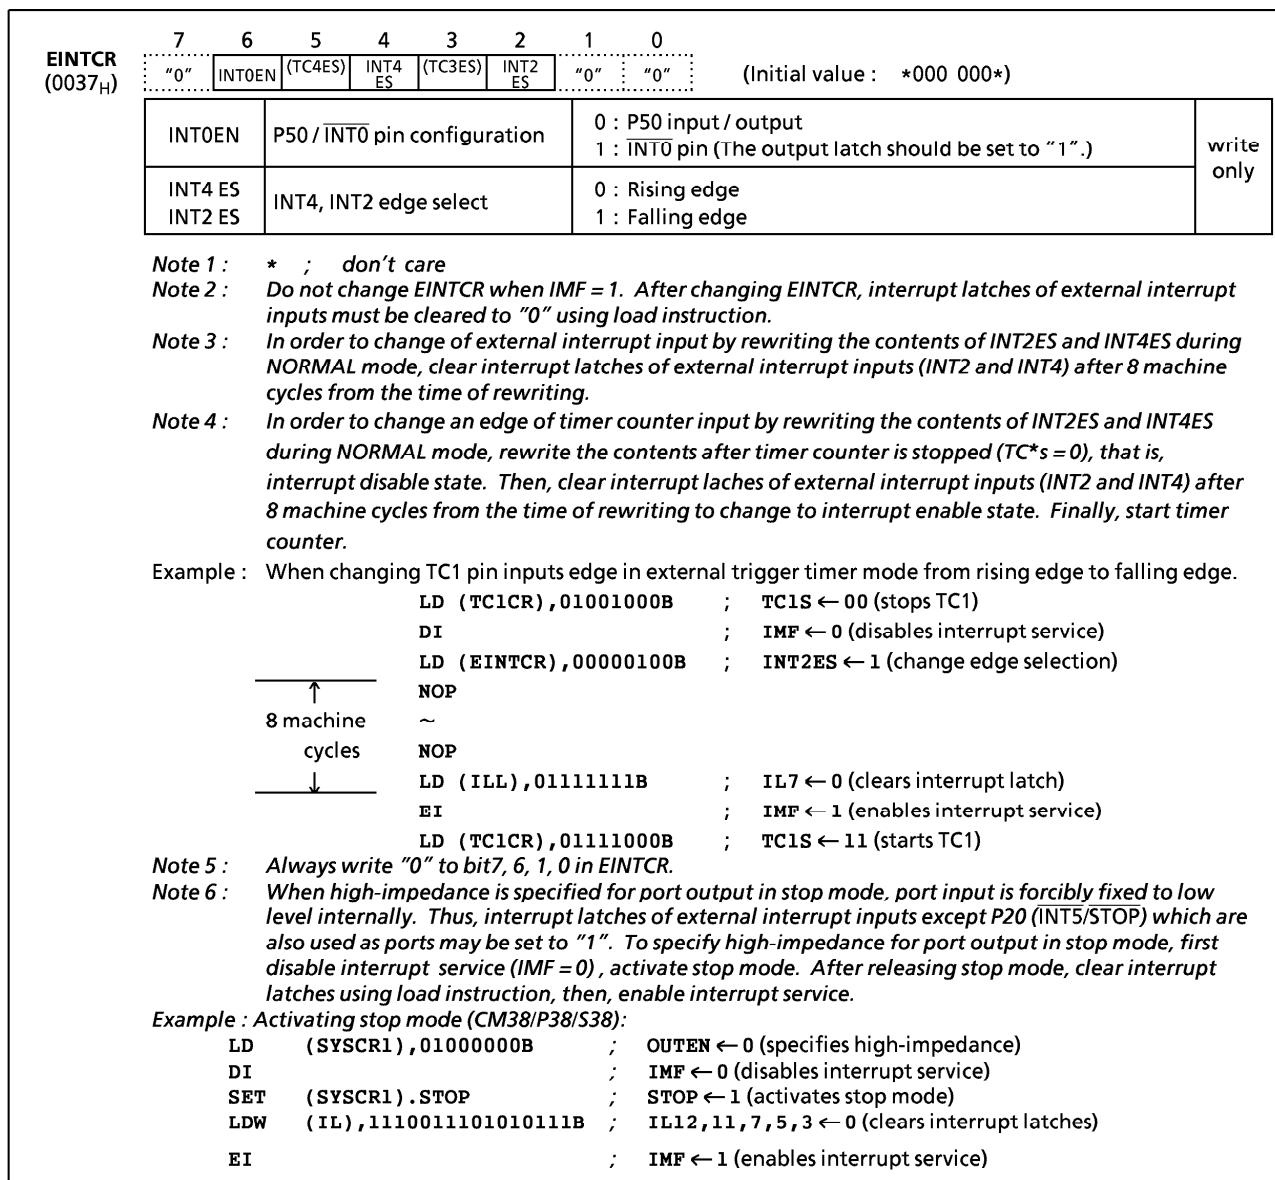 7 6 5 4 3 2 1 0
EINTCR
(0037H)
"0" INT0EN (TC4ES) INT4 ES (TC3ES) INT2 ES "0" "0" (Initial value : *000 000*)
INT0EN P50 / INT0 pin configuration
0 : P50 input / output
1 : INT0 pin (The output latch should be set to "1".)
write only
INT4 ES
INT2 ES
INT4, INT2 edge select
0 : Rising edge
1 : Falling edge
Note 1 : * ; don't care
Note 2 : Do not change EINTCR when IMF = 1. After changing EINTCR, interrupt latches of external interrupt
inputs must be cleared to "0" using load instruction.
Note 3 : In order to change of external interrupt input by rewriting the contents of INT2ES and INT4ES during
NORMAL mode, clear interrupt latches of external interrupt inputs (INT2 and INT4) after 8 machine
cycles from the time of rewriting.
Note 4 : In order to change an edge of timer counter input by rewriting the contents of INT2ES and INT4ES
during NORMAL mode, rewrite the contents after timer counter is stopped (TC*s = 0), that is,
interrupt disable state. Then, clear interrupt laches of external interrupt inputs (INT2 and INT4) after
8 machine cycles from the time of rewriting to change to interrupt enable state. Finally, start timer
counter.
Example : When changing TC1 pin inputs edge in external trigger timer mode from rising edge to falling edge.
LD (TC1CR),01001000B ; TC1S ← 00 (stops TC1)
DI ; IMF ← 0 (disables interrupt service)
LD (EINTCR),00000100B ; INT2ES ← 1 (change edge selection)
↑ NOP
8 machine ~
cycles NOP
↓ LD (ILL),01111111B ; IL7 ← 0 (clears interrupt latch)
EI ; IMF ← 1 (enables interrupt service)
LD (TC1CR),01111000B ; TC1S ← 11 (starts TC1)
Note 5 : Always write "0" to bit7, 6, 1, 0 in EINTCR.
Note 6 : When high-impedance is specified for port output in stop mode, port input is forcibly fixed to low
level internally. Thus, interrupt latches of external interrupt inputs except P20 (INT5/STOP) which are
also used as ports may be set to "1". To specify high-impedance for port output in stop mode, first
disable interrupt service (IMF = 0) , activate stop mode. After releasing stop mode, clear interrupt
latches using load instruction, then, enable interrupt service.
Example : Activating stop mode (CM38/P38/S38):
LD (SYSCR1),01000000B ; OUTEN ← 0 (specifies high-impedance)
DI ; IMF ← 0 (disables interrupt service)
SET (SYSCR1).STOP ; STOP ← 1 (activates stop mode)
LDW (IL),1110011101010111B ; IL12,11,7,5,3 ← 0 (clears interrupt latches)
EI ; IMF ← 1 (enables interrupt service)